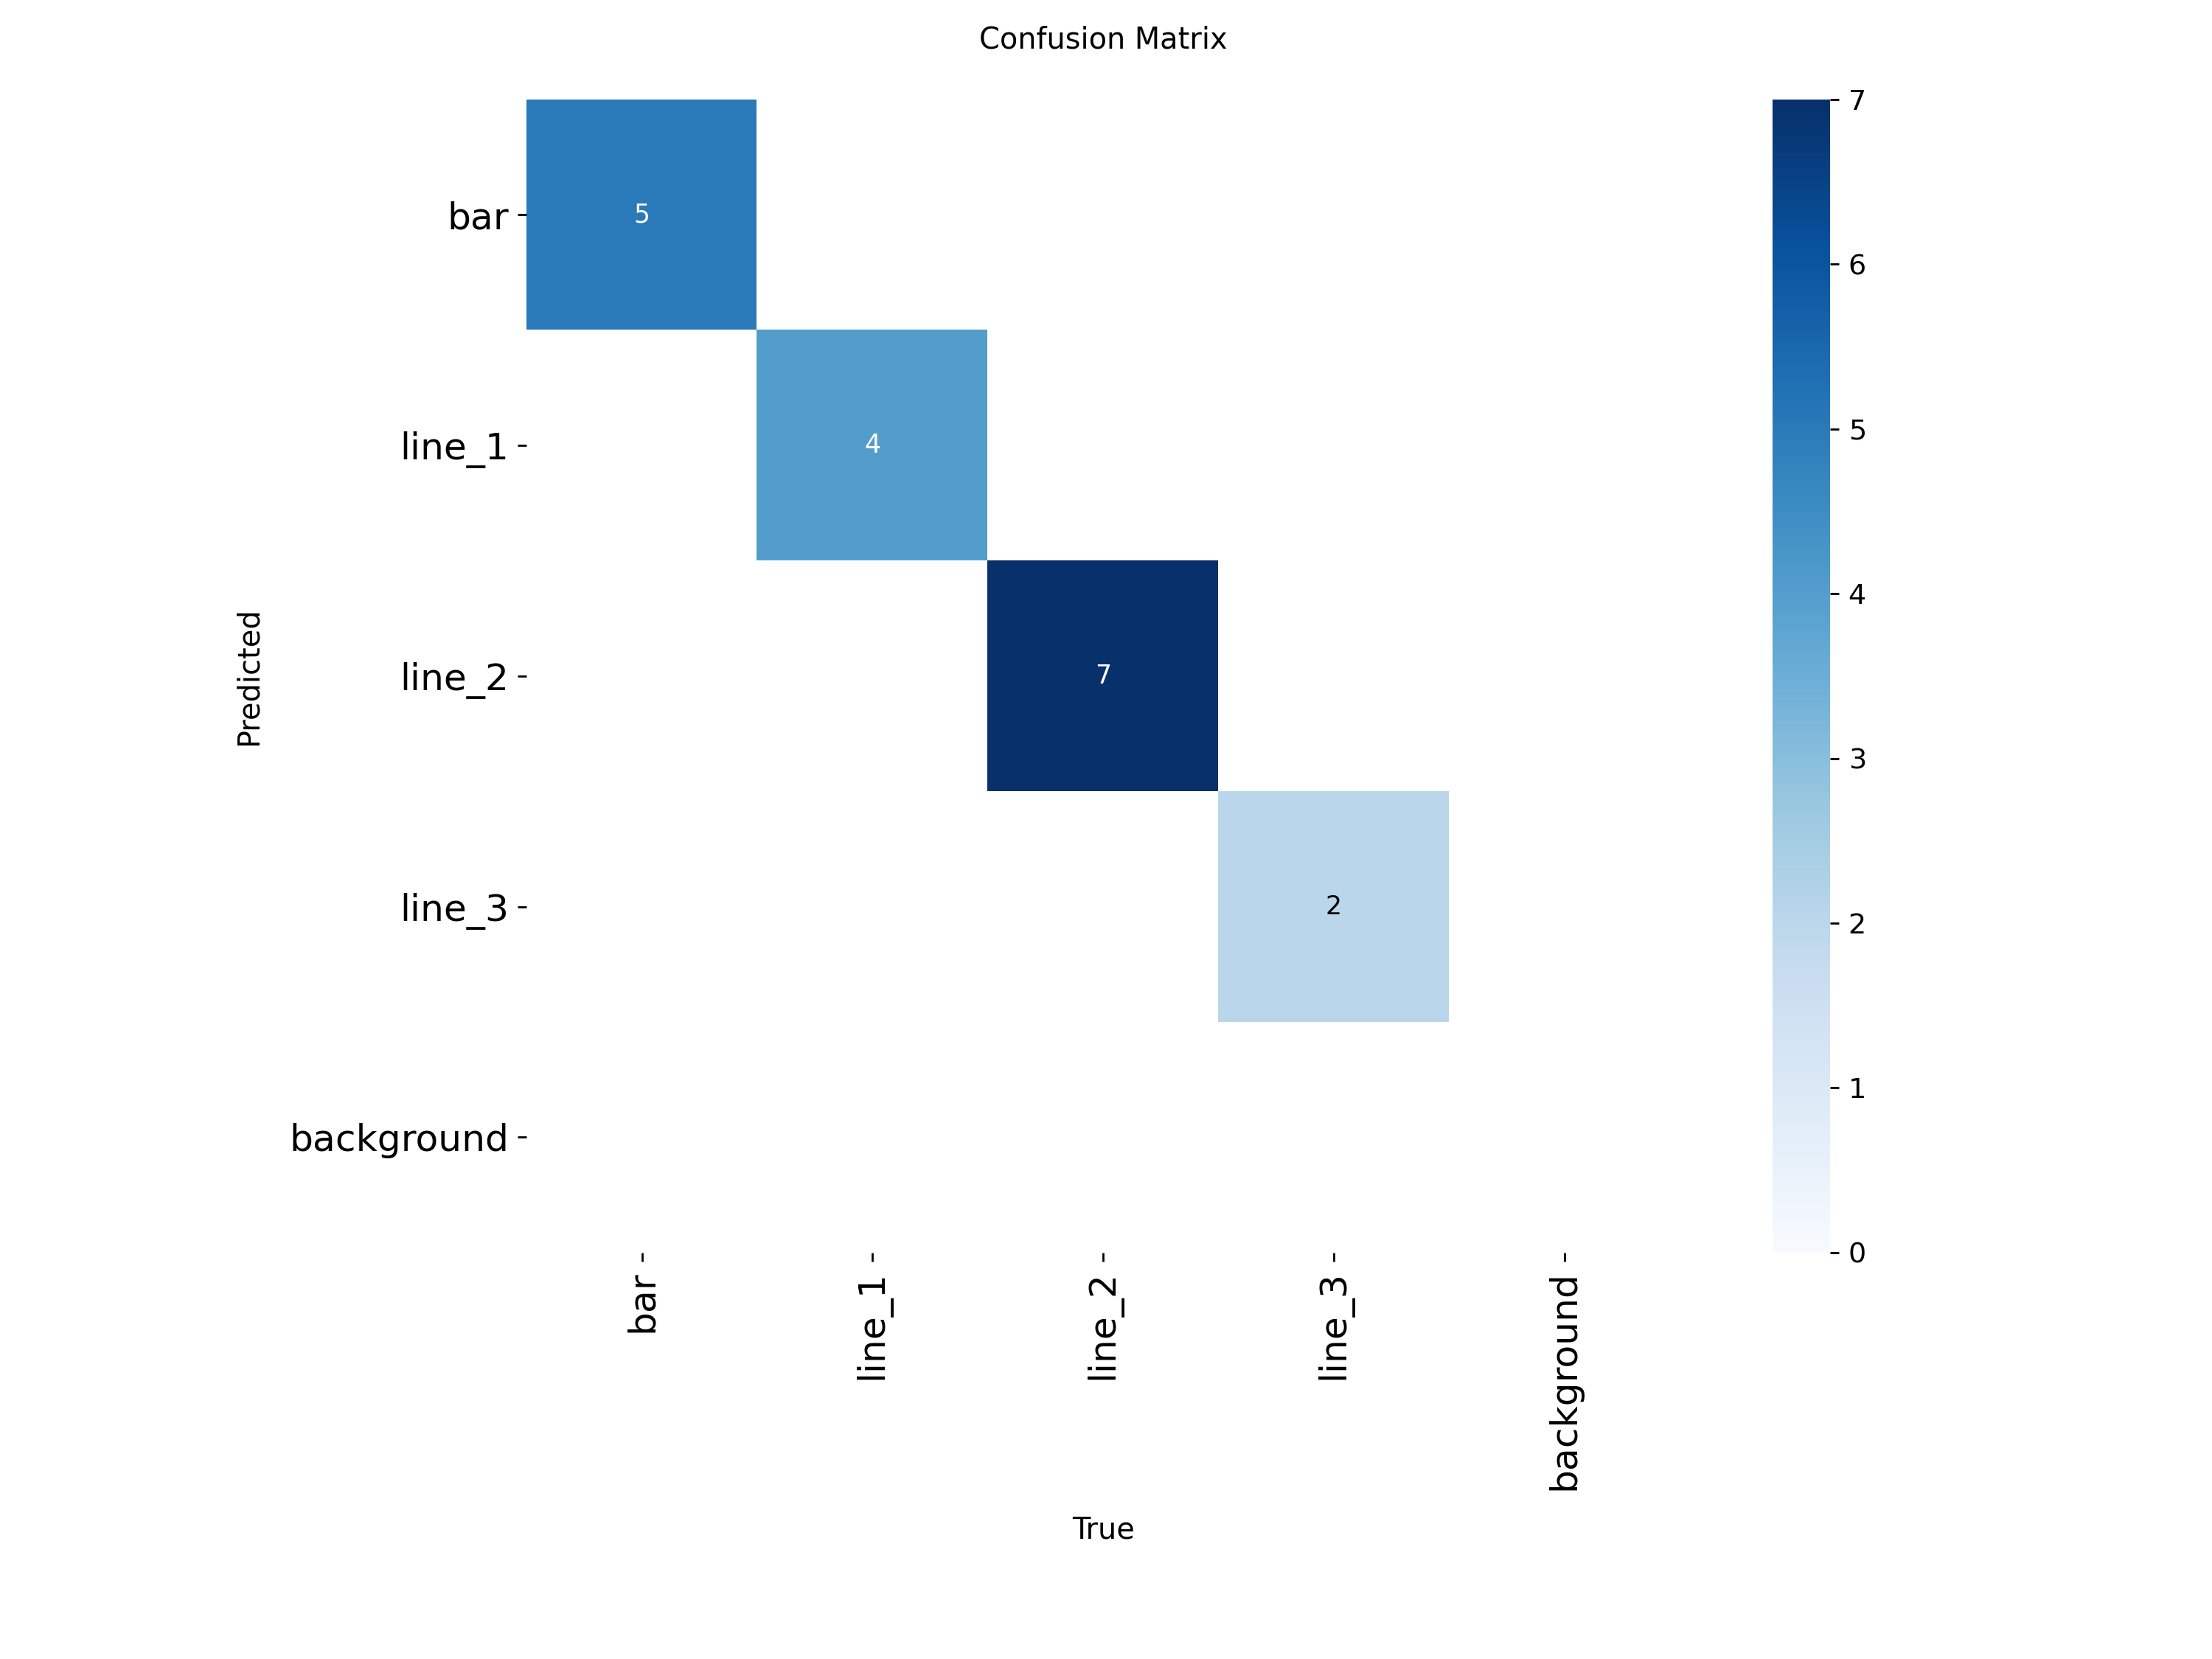 Confusion Matrix
Predicted
bar
line_1
line_2
line_3
background
5
4
7
2
bar
line_1
line_2
line_3
background
True
7
6
5
4
3
2
1
0